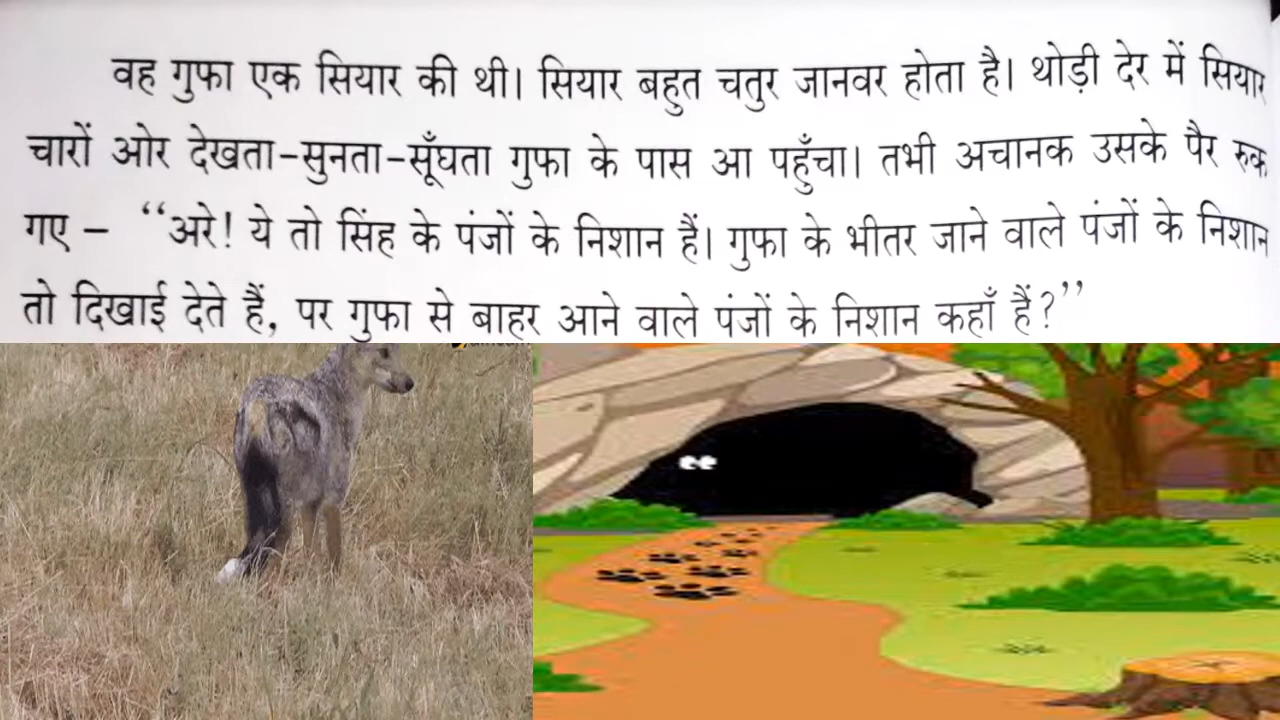 वह गुफा एक सियार की थी। सियार बहुत चतुर जानवर होता है। थोड़ी देर में सियार
चारों ओर देखता-सुनता-सूँघता गुफा के पास आ पहुँचा। तभी अचानक उसके पैर रुक
गए – “अरे! ये तो सिंह के पंजों के निशान हैं। गुफा के भीतर जाने वाले पंजों के निशान
तो दिखाई देते हैं, पर गुफा से बाहर आने वाले पंजों के निशान कहाँ हैं?”